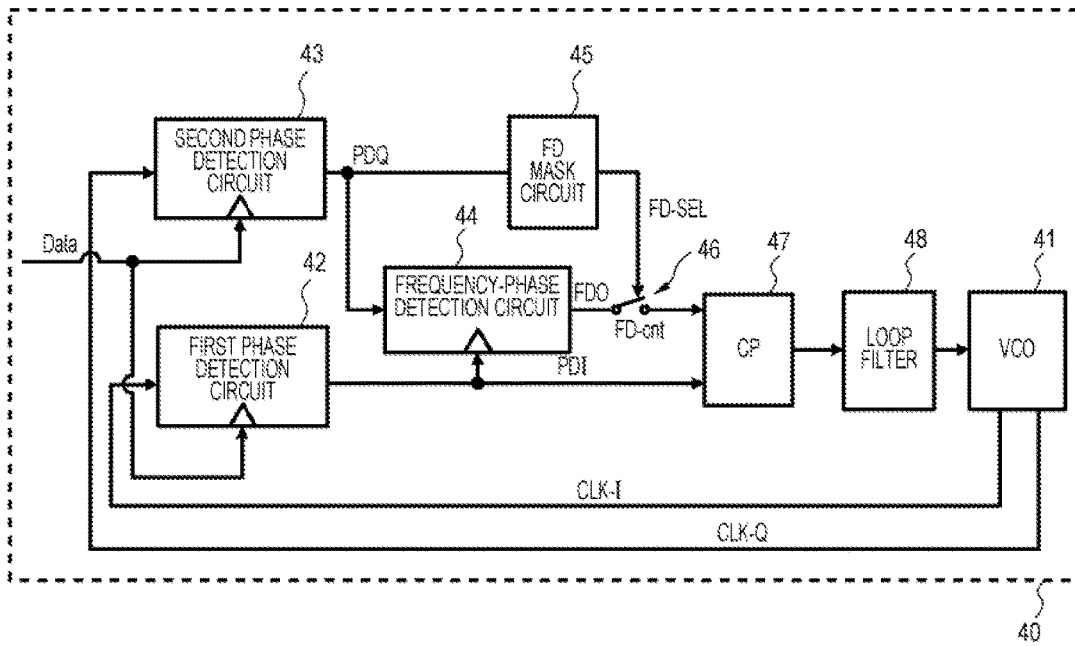 43
45
SECOND PHASE
DETECTION
CIRCUIT
PDQ
FD
MASK
CIRCUIT
FD-SEL
Data
44
46
47
48
41
42
FREQUENCY-PHASE
DETECTION CIRCUIT
FDO
FD-cnt
FIRST PHASE
DETECTION
CIRCUIT
PDI
CP
LOOP
FILTER
VCO
CLK-I
CLK-Q
40